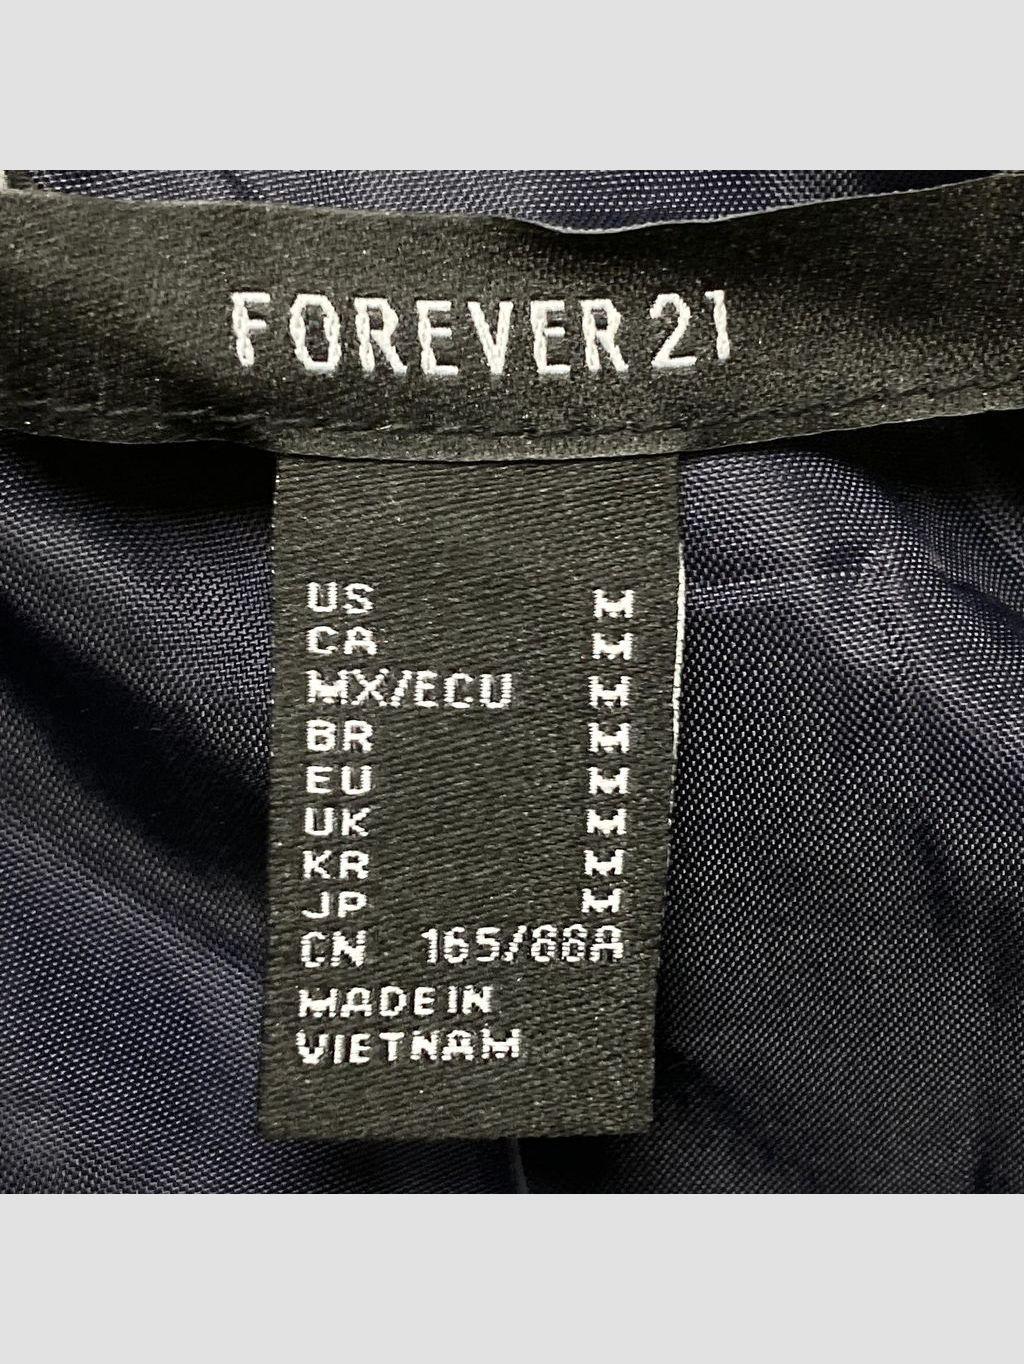 FOREVER 21
US M
CA M
MX/ECU M
BR M
EU M
UK M
KR M
JP M
CN 165/88A
MADE IN
VIETNAM